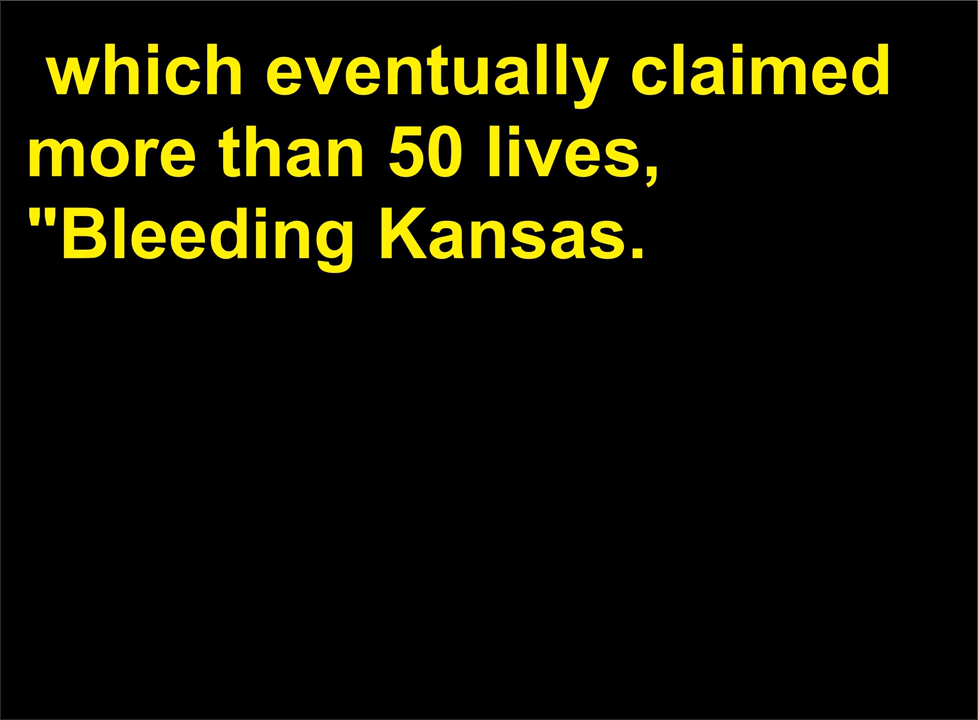 which eventually claimed
more than 50 lives,
"Bleeding Kansas.